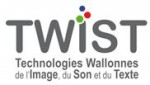 TWIST
Technologies Wallonnes
de l'Image, du Son et du Texte